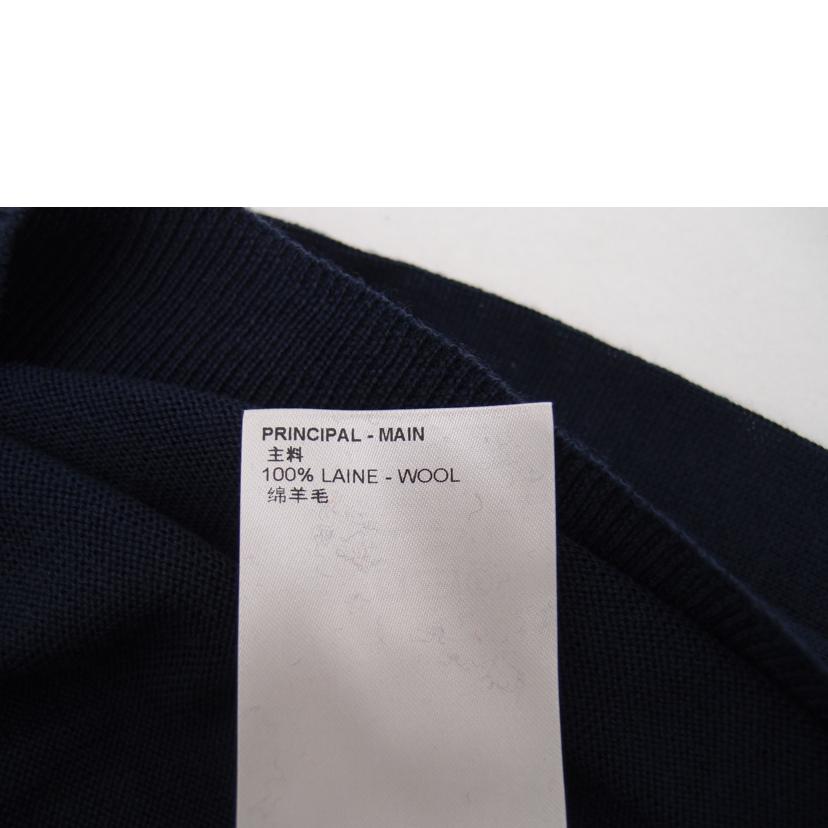 PRINCIPAL - MAIN
主料
100% LAINE - WOOL
绵羊毛